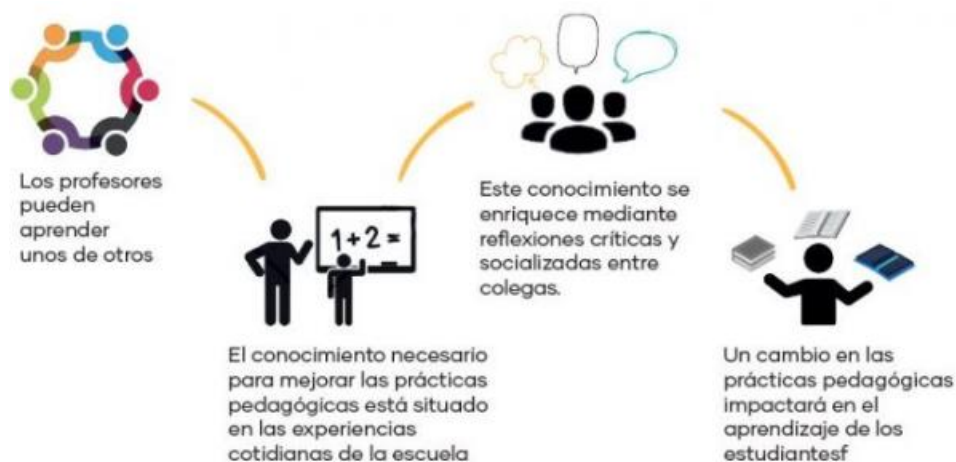 Los profesores
pueden
aprender
unos de otros
1+2=
El conocimiento necesario
para mejorar las prácticas
pedagógicas está situado
en las experiencias
cotidianas de la escuela
Este conocimiento se
enriquece mediante
reflexiones críticas y
socializadas entre
colegas.
Un cambio en las
prácticas pedagógicas
impactará en el
aprendizaje de los
estudiantesf